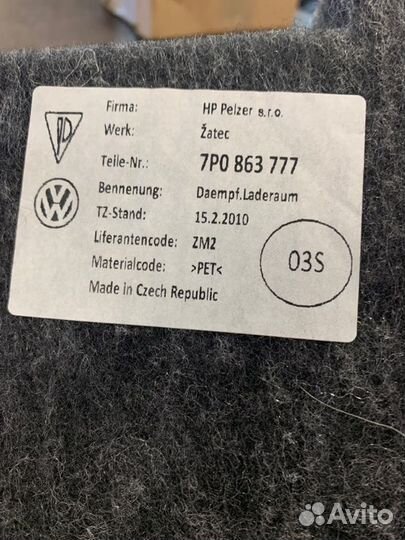 Firma: HP Pelzer s.r.o.
Werk: Žatec
Teile-Nr.: 7P0 863 777
Bennenung: Daempf.Laderaum
TZ-Stand: 15.2.2010
Liferantencode: ZM2
Materialcode: >PET<
Made in Czech Republic
03S
Avito